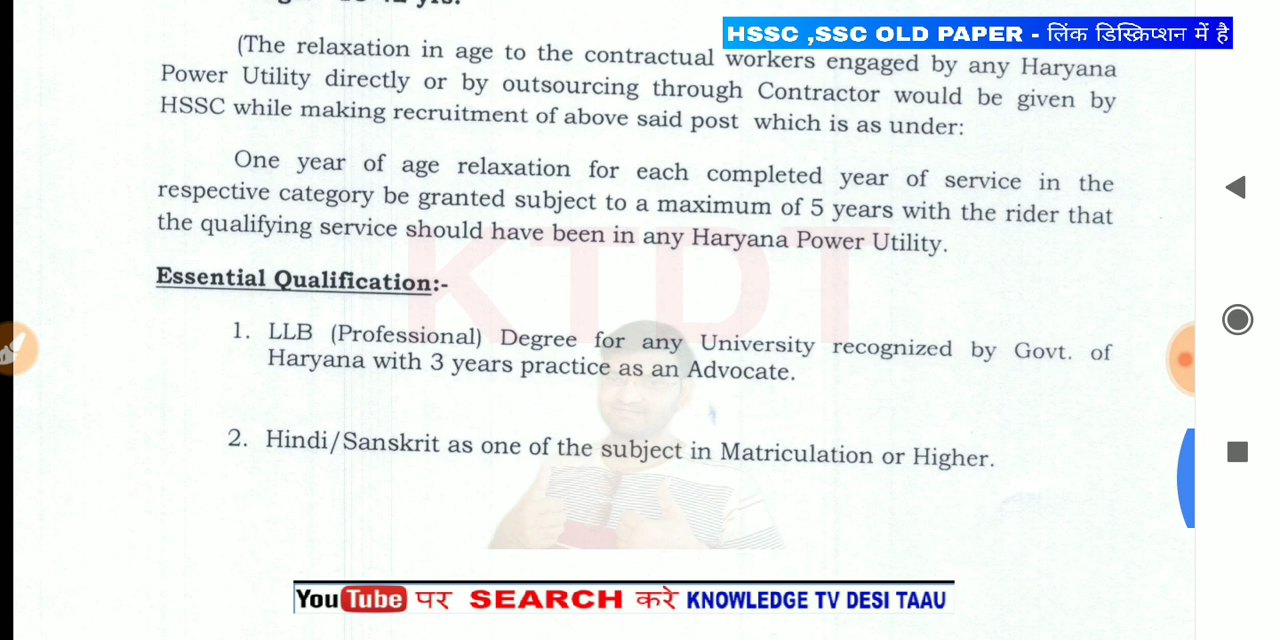 HSSC ,SSC OLD PAPER - लिंक डिस्क्रिप्शन में है
(The relaxation in age to the contractual workers engaged by any Haryana
Power Utility directly or by outsourcing through Contractor would be given by
HSSC while making recruitment of above said post which is as under:
One year of age relaxation for each completed year of service in the
respective category be granted subject to a maximum of 5 years with the rider that
the qualifying service should have been in any Haryana Power Utility.
KTDT
Essential Qualification:-
1. LLB (Professional) Degree for any University recognized by Govt. of
Haryana with 3 years practice as an Advocate.
2. Hindi/Sanskrit as one of the subject in Matriculation or Higher.
YouTube पर SEARCH करे KNOWLEDGE TV DESI TAAU